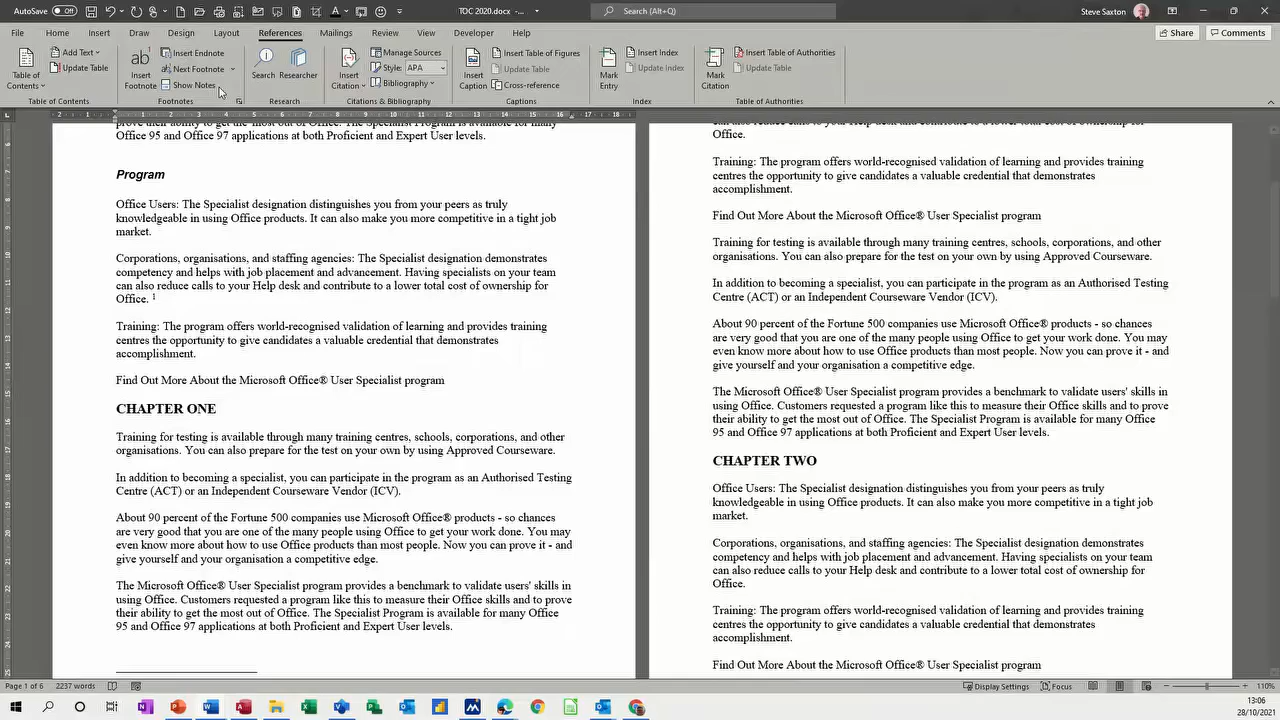 AutoSave Off TOC 2020.docx Search (Alt+Q) Steve Saxton
File Home Insert Draw Design Layout References Mailings Review View Developer Help Share Comments
Table of Contents
Add Text
Update Table
Table of Contents
ab¹ Insert Footnote
Insert Endnote
Next Footnote
Show Notes
Footnotes
Search Researcher
Research
Insert Citation
Manage Sources
Style: APA
Bibliography
Citations & Bibliography
Insert Caption
Insert Table of Figures
Update Table
Cross-reference
Captions
Mark Entry
Insert Index
Update Index
Index
Mark Citation
Insert Table of Authorities
Update Table
Table of Authorities
prove their ability to get the most out of Office. The Specialist Program is available for many
Office 95 and Office 97 applications at both Proficient and Expert User levels.
Program
Office Users: The Specialist designation distinguishes you from your peers as truly
knowledgeable in using Office products. It can also make you more competitive in a tight job
market.
Corporations, organisations, and staffing agencies: The Specialist designation demonstrates
competency and helps with job placement and advancement. Having specialists on your team
can also reduce calls to your Help desk and contribute to a lower total cost of ownership for
Office. ¹
Training: The program offers world-recognised validation of learning and provides training
centres the opportunity to give candidates a valuable credential that demonstrates
accomplishment.
Find Out More About the Microsoft Office® User Specialist program
CHAPTER ONE
Training for testing is available through many training centres, schools, corporations, and other
organisations. You can also prepare for the test on your own by using Approved Courseware.
In addition to becoming a specialist, you can participate in the program as an Authorised Testing
Centre (ACT) or an Independent Courseware Vendor (ICV).
About 90 percent of the Fortune 500 companies use Microsoft Office® products - so chances
are very good that you are one of the many people using Office to get your work done. You may
even know more about how to use Office products than most people. Now you can prove it - and
give yourself and your organisation a competitive edge.
The Microsoft Office® User Specialist program provides a benchmark to validate users' skills in
using Office. Customers requested a program like this to measure their Office skills and to prove
their ability to get the most out of Office. The Specialist Program is available for many Office
95 and Office 97 applications at both Proficient and Expert User levels.
can also reduce calls to your Help desk and contribute to a lower total cost of ownership for
Office.
Training: The program offers world-recognised validation of learning and provides training
centres the opportunity to give candidates a valuable credential that demonstrates
accomplishment.
Find Out More About the Microsoft Office® User Specialist program
Training for testing is available through many training centres, schools, corporations, and other
organisations. You can also prepare for the test on your own by using Approved Courseware.
In addition to becoming a specialist, you can participate in the program as an Authorised Testing
Centre (ACT) or an Independent Courseware Vendor (ICV).
About 90 percent of the Fortune 500 companies use Microsoft Office® products - so chances
are very good that you are one of the many people using Office to get your work done. You may
even know more about how to use Office products than most people. Now you can prove it - and
give yourself and your organisation a competitive edge.
The Microsoft Office® User Specialist program provides a benchmark to validate users' skills in
using Office. Customers requested a program like this to measure their Office skills and to prove
their ability to get the most out of Office. The Specialist Program is available for many Office
95 and Office 97 applications at both Proficient and Expert User levels.
CHAPTER TWO
Office Users: The Specialist designation distinguishes you from your peers as truly
knowledgeable in using Office products. It can also make you more competitive in a tight job
market.
Corporations, organisations, and staffing agencies: The Specialist designation demonstrates
competency and helps with job placement and advancement. Having specialists on your team
can also reduce calls to your Help desk and contribute to a lower total cost of ownership for
Office.
Training: The program offers world-recognised validation of learning and provides training
centres the opportunity to give candidates a valuable credential that demonstrates
accomplishment.
Find Out More About the Microsoft Office® User Specialist program
Page 1 of 6 2237 words Display Settings Focus 110%
13:06
28/10/2021